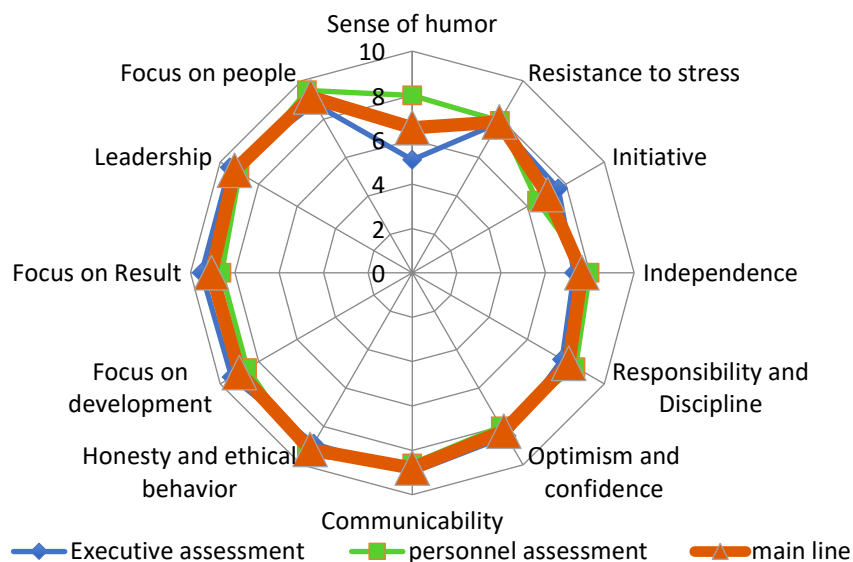 Sense of humor
10
Focus on people
Resistance to stress
8
6
Leadership
Initiative
4
2
Focus on Result
0
Independence
Focus on
development
Responsibility and
Discipline
Honesty and ethical
behavior
Optimism and
confidence
Communicability
Executive assessment
personnel assessment
main line